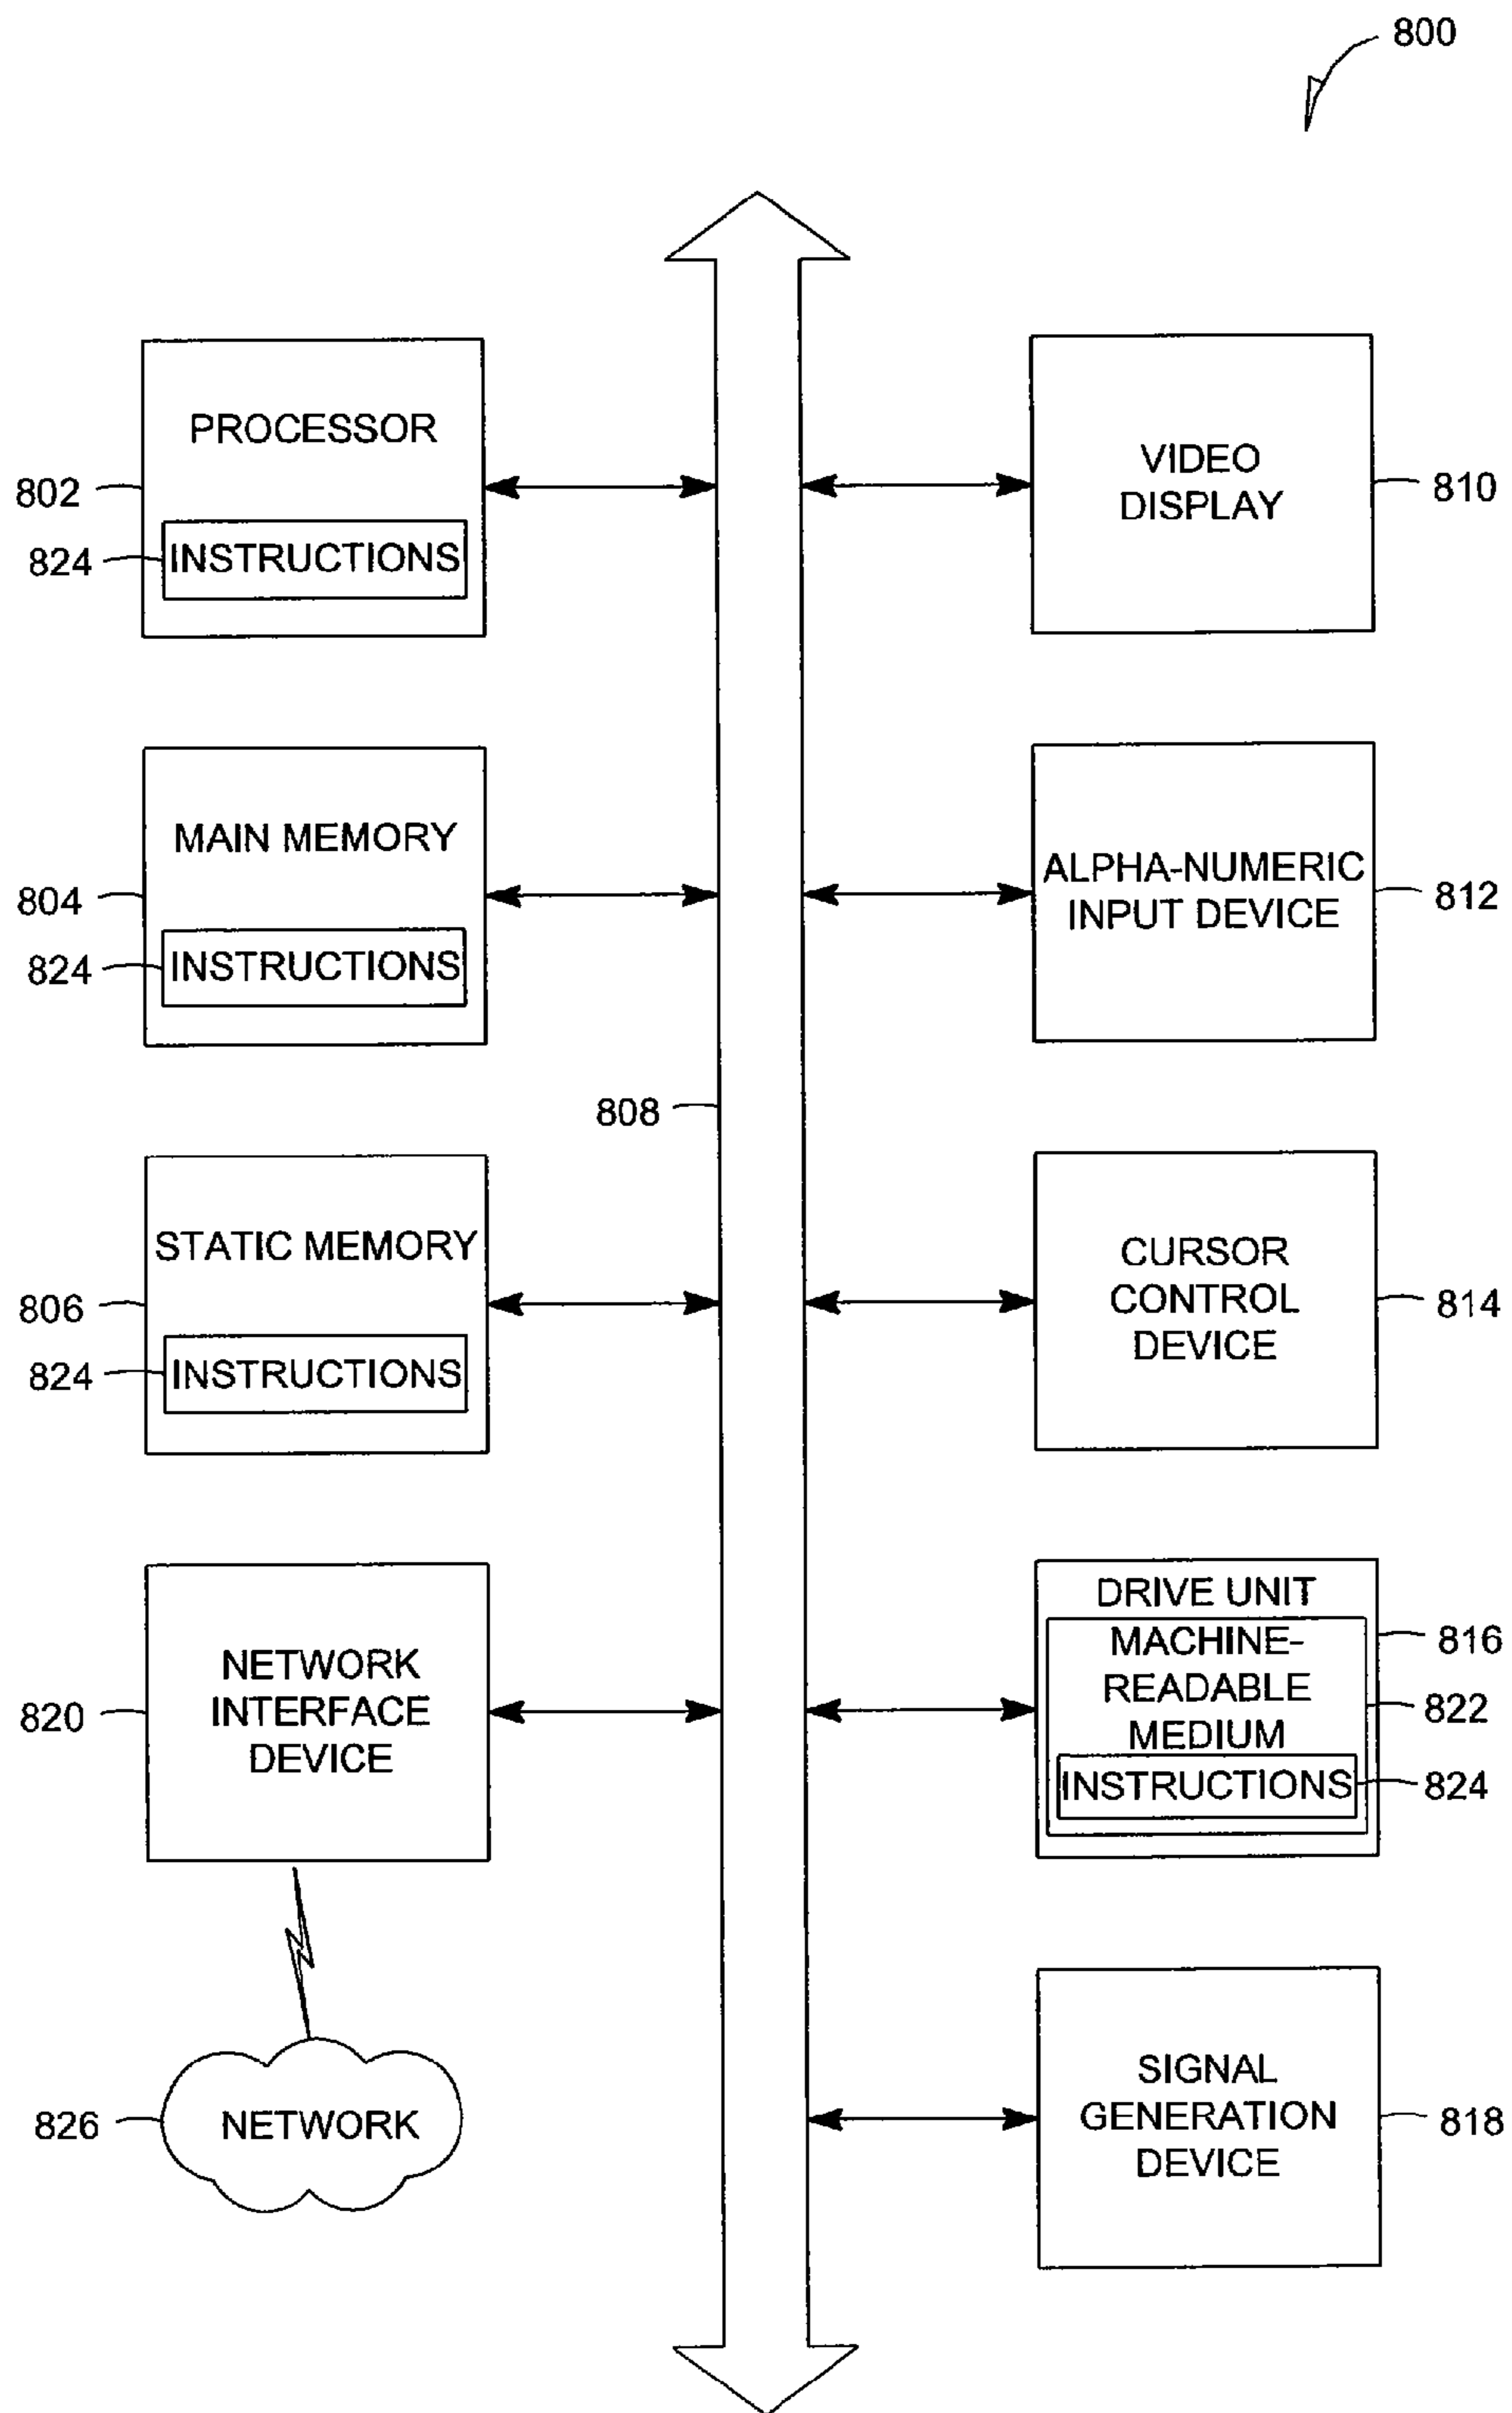 800
PROCESSOR
802
824
INSTRUCTIONS
VIDEO
DISPLAY
810
MAIN MEMORY
804
824
INSTRUCTIONS
ALPHA-NUMERIC
INPUT DEVICE
812
808
STATIC MEMORY
806
824
INSTRUCTIONS
CURSOR
CONTROL
DEVICE
814
NETWORK
INTERFACE
DEVICE
820
DRIVE UNIT
816
MACHINE-
READABLE
MEDIUM
822
INSTRUCTIONS
824
826
NETWORK
SIGNAL
GENERATION
DEVICE
818